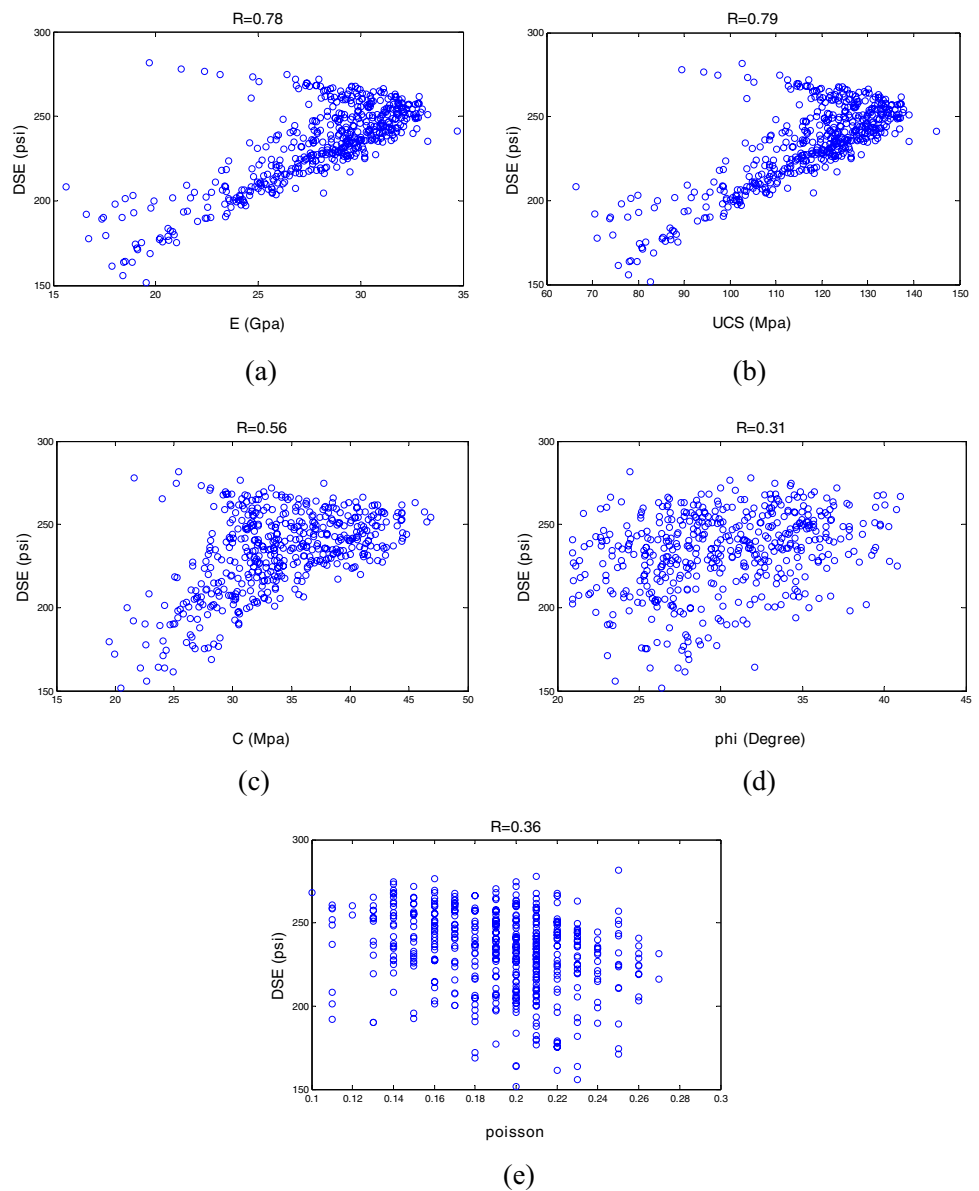 R=0.78
300
250
200
150
DSE (psi)
15 20 25 30 35
E (Gpa)
(a)
R=0.79
300
250
200
150
DSE (psi)
60 70 80 90 100 110 120 130 140 150
UCS (Mpa)
(b)
R=0.56
300
250
200
150
DSE (psi)
15 20 25 30 35 40 45 50
C (Mpa)
(c)
R=0.31
300
250
200
150
DSE (psi)
20 25 30 35 40 45
phi (Degree)
(d)
R=0.36
300
250
200
150
DSE (psi)
0.1 0.12 0.14 0.16 0.18 0.2 0.22 0.24 0.26 0.28 0.3
poisson
(e)